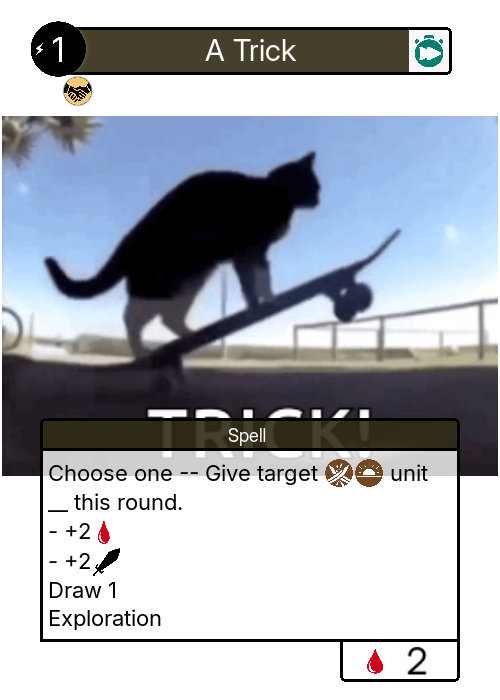 1
A Trick
TRICK!
Spell
Choose one -- Give target unit
__ this round.
- +2
- +2
Draw 1
Exploration
2